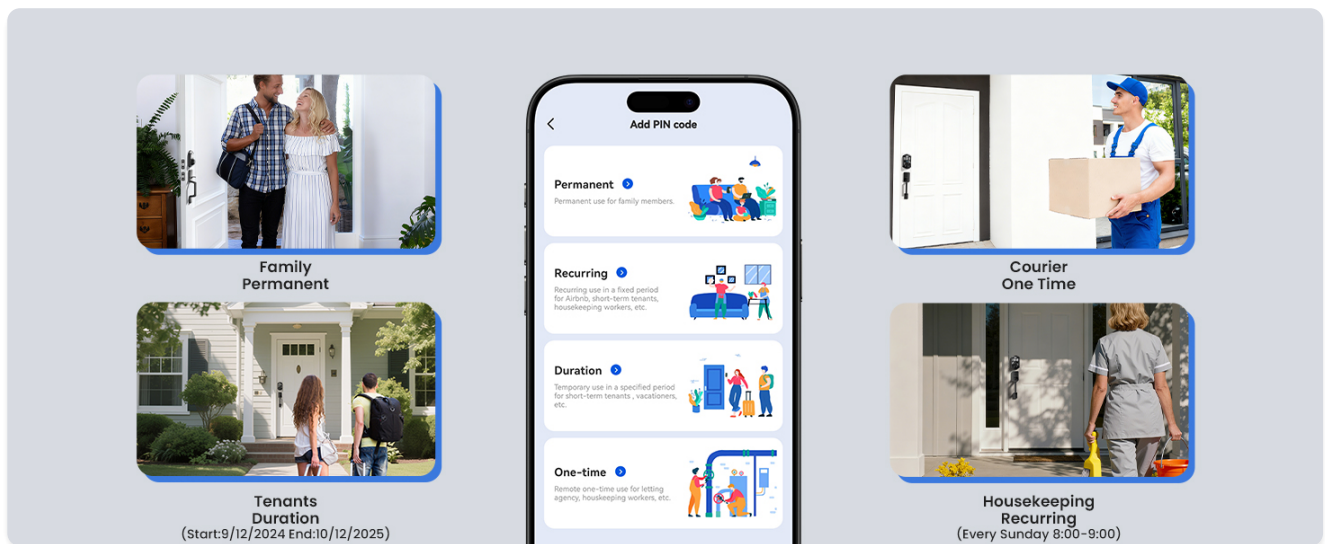 Add PIN code
Permanent
Permanent use for family members.
Recurring
Recurring use in a fixed period
for Airbnb, short-term tenants,
housekeeping workers, etc.
Duration
Temporary use in a specified period
for short-term tenants , vacationers,
etc.
One-time
Remote one-time use for letting
agency, houskeeping workers, etc.
Family
Permanent
Tenants
Duration
(Start:9/12/2024 End:10/12/2025)
Courier
One Time
Housekeeping
Recurring
(Every Sunday 8:00-9:00)